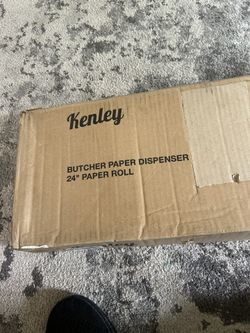 Kenley
BUTCHER PAPER DISPENSER
24" PAPER ROLL